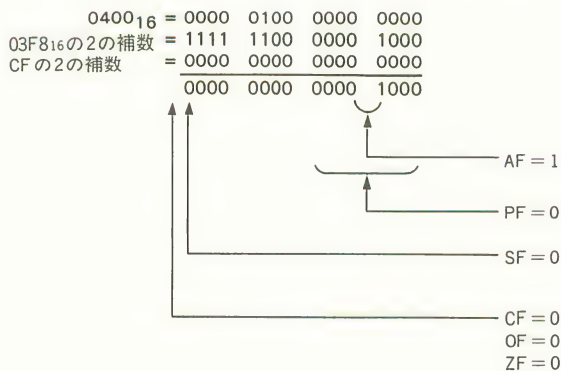 0400₁₆ = 0000 0100 0000 0000
03F8₁₆の2の補数 = 1111 1100 0000 1000
CFの2の補数 = 0000 0000 0000 0000
0000 0000 0000 1000
AF = 1
PF = 0
SF = 0
CF = 0
OF = 0
ZF = 0